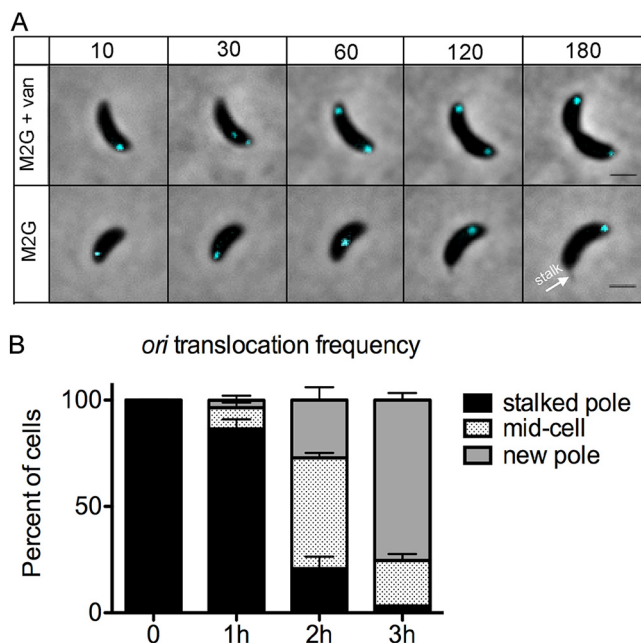 A
10 30 60 120 180
M2G + van
M2G
stalk
B
ori translocation frequency
Percent of cells
100
50
0
0 1h 2h 3h
stalked pole
mid-cell
new pole